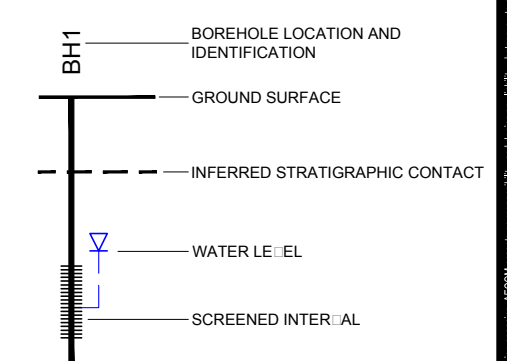 BH1
BOREHOLE LOCATION AND
IDENTIFICATION
GROUND SURFACE
INFERRED STRATIGRAPHIC CONTACT
WATER LE□EL
SCREENED INTER□AL